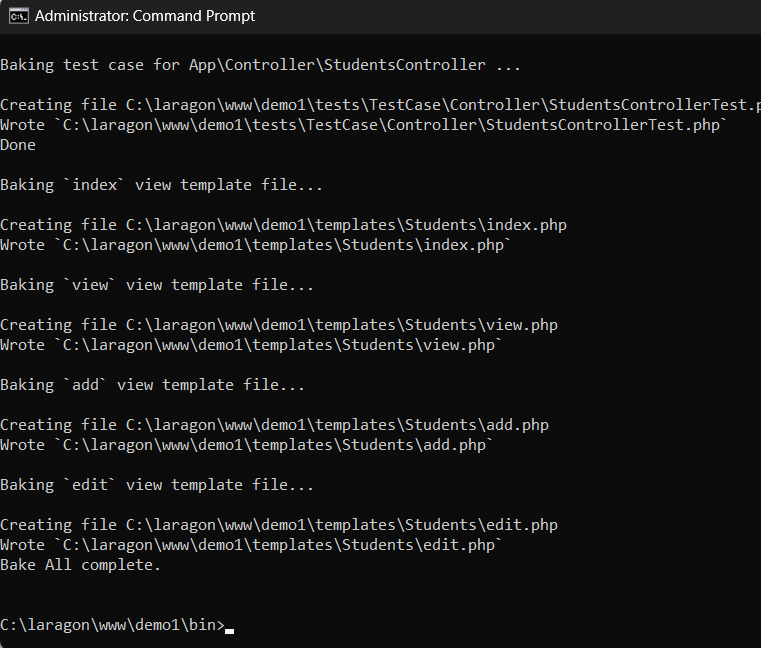 Administrator: Command Prompt
Baking test case for App\Controller\StudentsController ...
Creating file C:\laragon\www\demo1\tests\TestCase\Controller\StudentsControllerTest.p
Wrote `C:\laragon\www\demo1\tests\TestCase\Controller\StudentsControllerTest.php`
Done
Baking `index` view template file...
Creating file C:\laragon\www\demo1\templates\Students\index.php
Wrote `C:\laragon\www\demo1\templates\Students\index.php`
Baking `view` view template file...
Creating file C:\laragon\www\demo1\templates\Students\view.php
Wrote `C:\laragon\www\demo1\templates\Students\view.php`
Baking `add` view template file...
Creating file C:\laragon\www\demo1\templates\Students\add.php
Wrote `C:\laragon\www\demo1\templates\Students\add.php`
Baking `edit` view template file...
Creating file C:\laragon\www\demo1\templates\Students\edit.php
Wrote `C:\laragon\www\demo1\templates\Students\edit.php`
Bake All complete.
C:\laragon\www\demo1\bin>